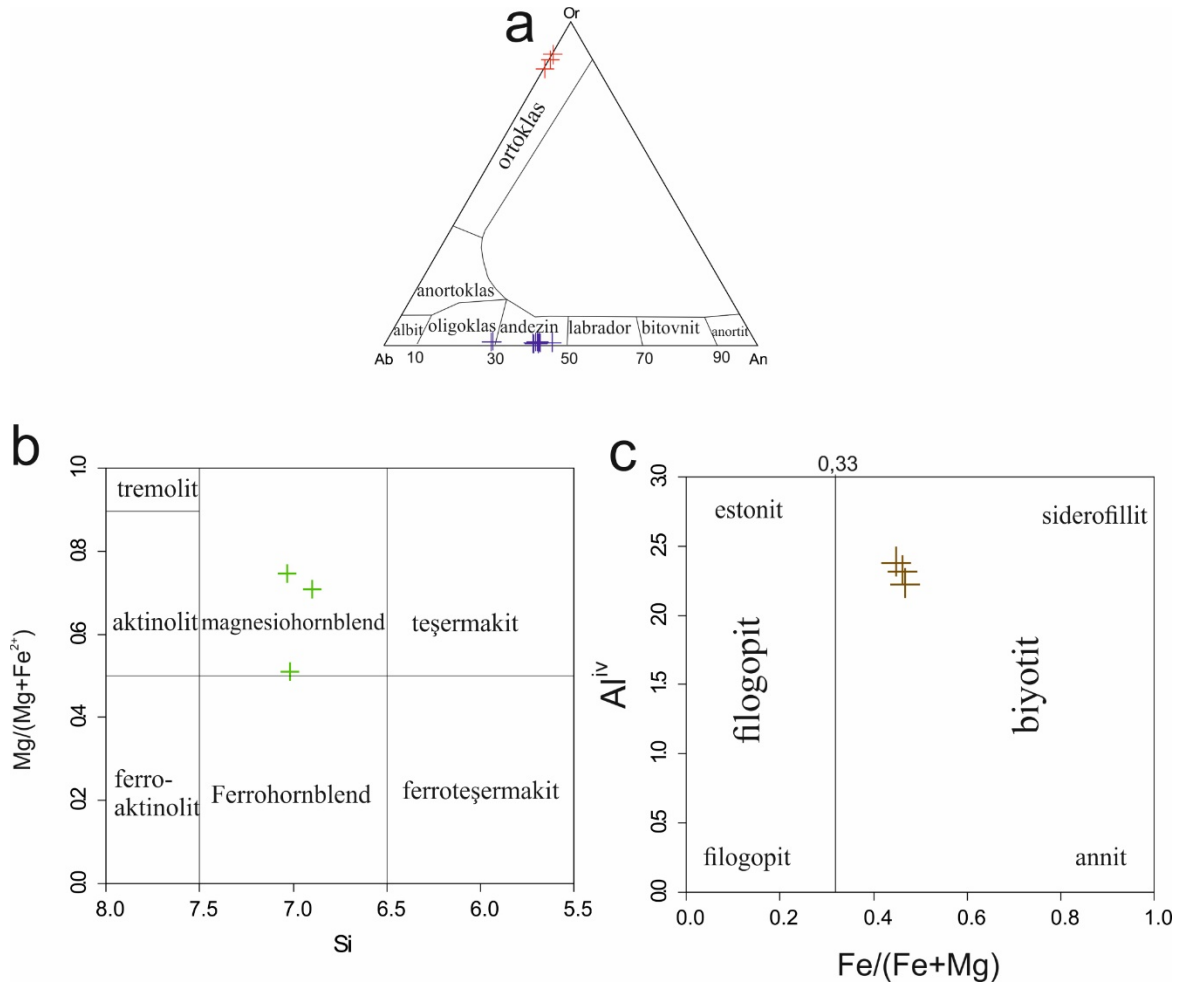 a
Or
ortoklas
anortoklas
albit
oligoklas
andezin
labrador
bitovnit
anortit
Ab
10
30
50
70
90
An
b
Mg/(Mg+Fe²⁺)
1.0
0.8
0.6
0.4
0.2
0.0
tremolit
aktinolit
magnesiohornblend
teşermakit
ferro-
aktinolit
Ferrohornblend
ferroteşermakit
8.0
7.5
7.0
6.5
6.0
5.5
Si
c
0,33
Alⁱᵛ
3.0
2.5
2.0
1.5
1.0
0.5
0.0
estonit
siderofillit
filogopit
biyotit
filogopit
annit
0.0
0.2
0.4
0.6
0.8
1.0
Fe/(Fe+Mg)